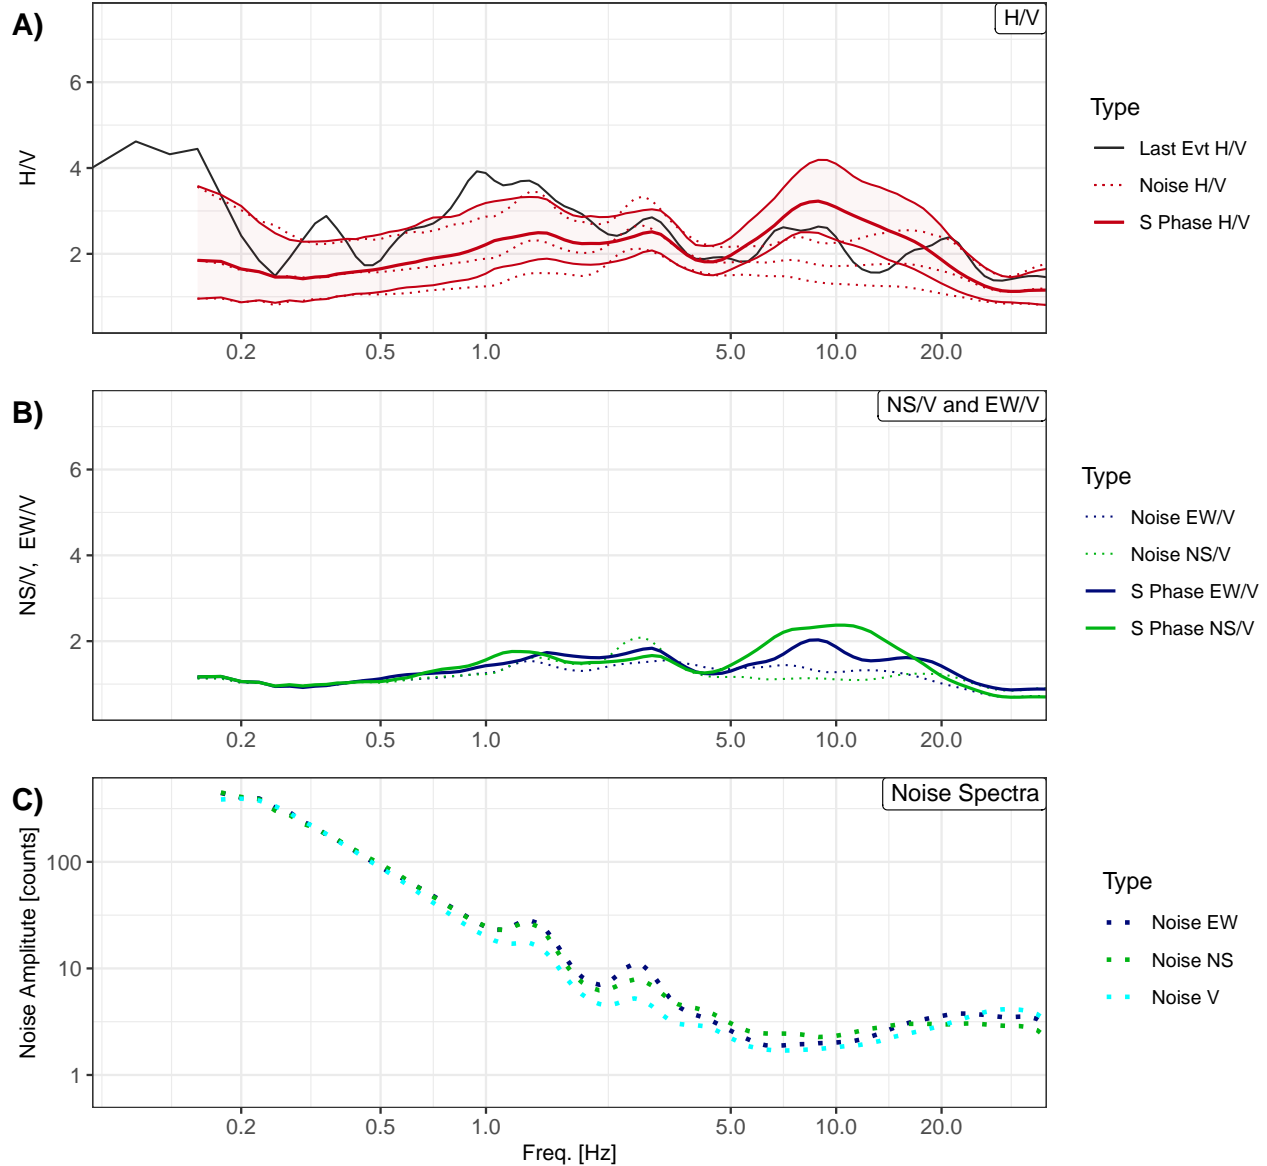 A)
H/V
6
4
2
H/V
0.2 0.5 1.0 5.0 10.0 20.0
Type
Last Evt H/V
Noise H/V
S Phase H/V
B)
NS/V and EW/V
6
4
2
NS/V,  EW/V
0.2 0.5 1.0 5.0 10.0 20.0
Type
Noise EW/V
Noise NS/V
S Phase EW/V
S Phase NS/V
C)
Noise Spectra
100
10
1
Noise Amplitute [counts]
0.2 0.5 1.0 5.0 10.0 20.0
Freq. [Hz]
Type
Noise EW
Noise NS
Noise V